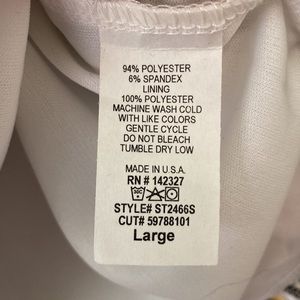 94% POLYESTER
6% SPANDEX
LINING
100% POLYESTER
MACHINE WASH COLD
WITH LIKE COLORS
GENTLE CYCLE
DO NOT BLEACH
TUMBLE DRY LOW
MADE IN U.S.A.
RN # 142327
STYLE# ST2466S
CUT# 59788101
Large